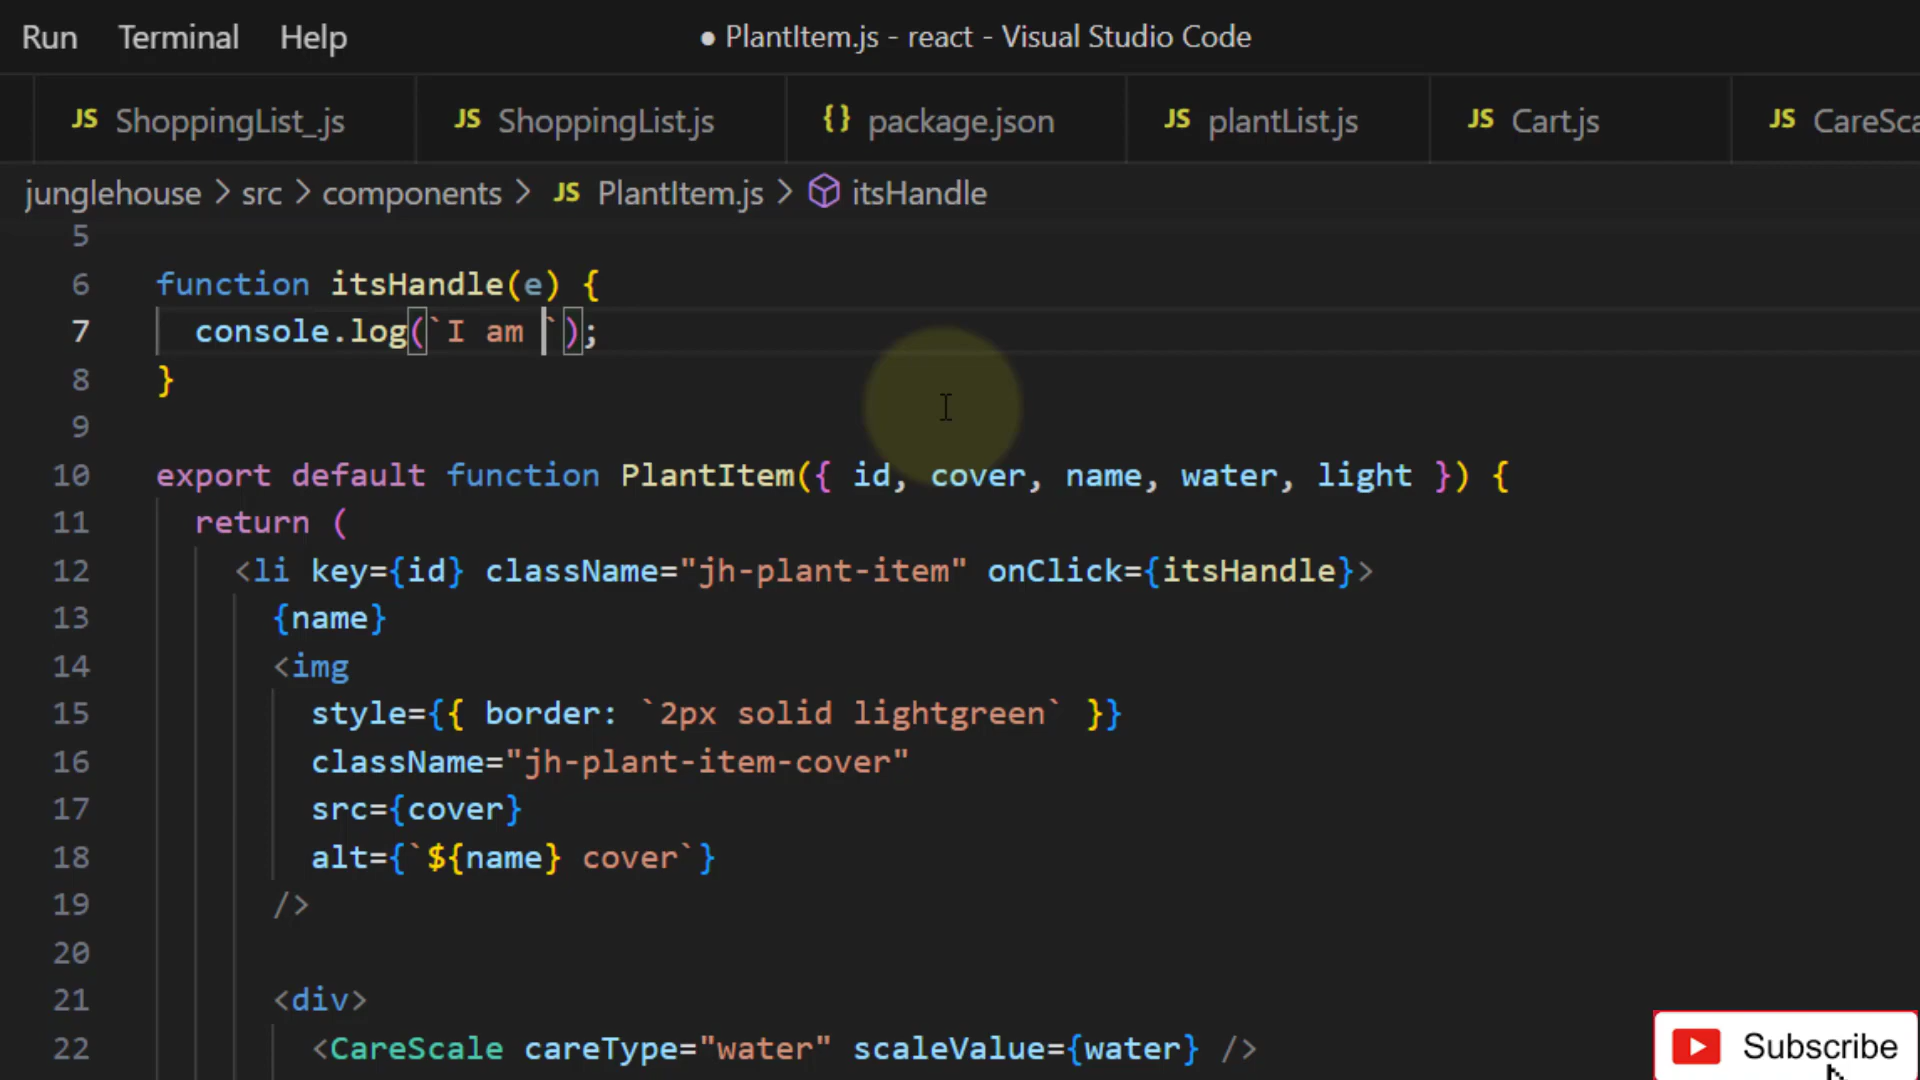 Run Terminal Help ● PlantItem.js - react - Visual Studio Code
JS ShoppingList_.js JS ShoppingList.js {} package.json JS plantList.js JS Cart.js JS CareSca
junglehouse > src > components > JS PlantItem.js > itsHandle
5
6 function itsHandle(e) {
7 console.log(`I am `);
8 }
9
10 export default function PlantItem({ id, cover, name, water, light }) {
11 return (
12 <li key={id} className="jh-plant-item" onClick={itsHandle}>
13 {name}
14 <img
15 style={{ border: `2px solid lightgreen` }}
16 className="jh-plant-item-cover"
17 src={cover}
18 alt={`${name} cover`}
19 />
20
21 <div>
22 <CareScale careType="water" scaleValue={water} />
Subscribe